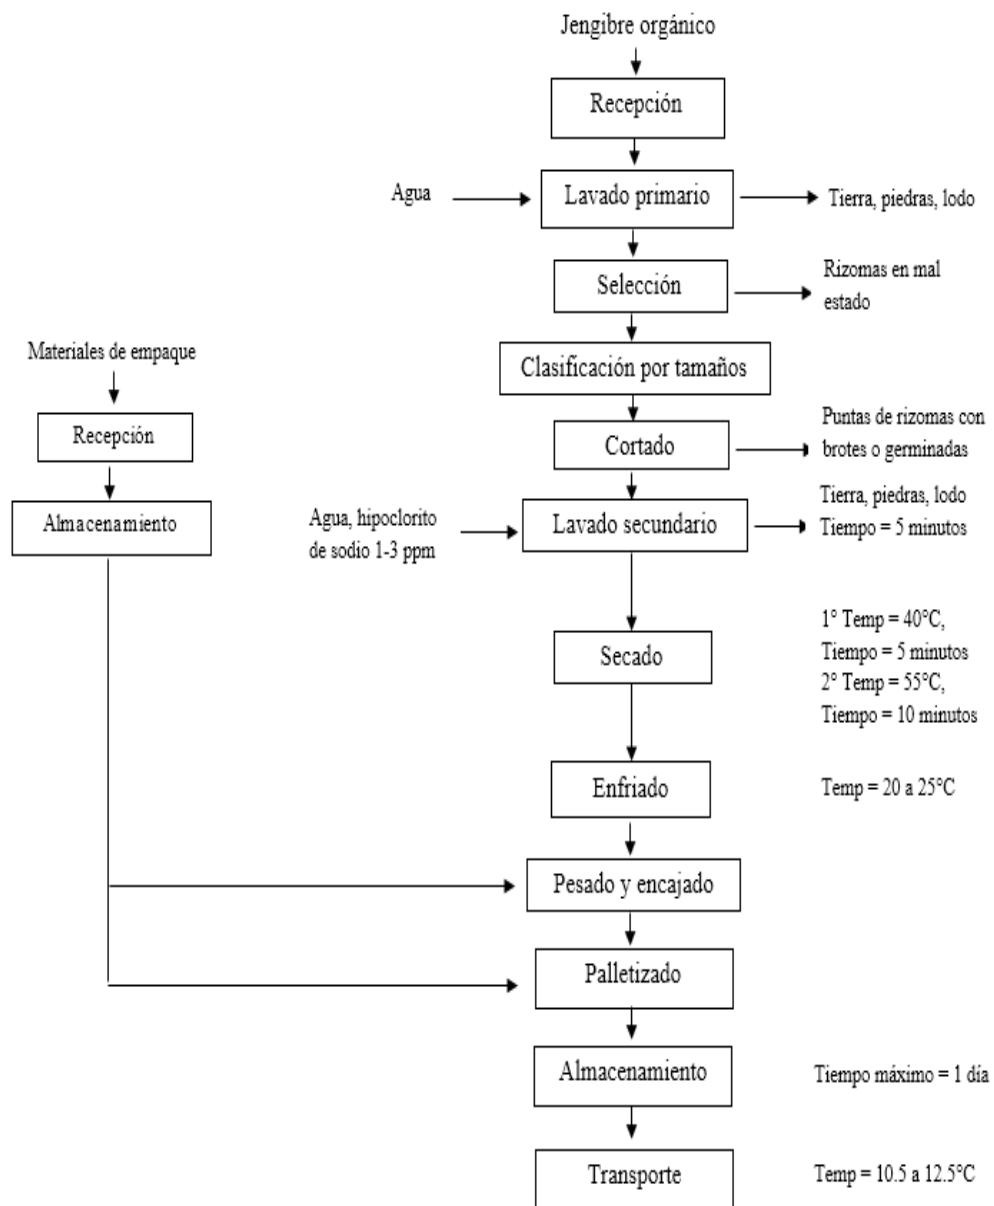 Jengibre orgánico
Recepción
Agua
Lavado primario
Tierra, piedras, lodo
Selección
Rizomas en mal
estado
Materiales de empaque
Clasificación por tamaños
Recepción
Cortado
Puntas de rizomas con
brotes o germinadas
Almacenamiento
Agua, hipoclorito
de sodio 1-3 ppm
Lavado secundario
Tierra, piedras, lodo
Tiempo = 5 minutos
Secado
1° Temp = 40°C,
Tiempo = 5 minutos
2° Temp = 55°C,
Tiempo = 10 minutos
Enfriado
Temp = 20 a 25°C
Pesado y encajado
Palletizado
Almacenamiento
Tiempo máximo = 1 día
Transporte
Temp = 10.5 a 12.5°C